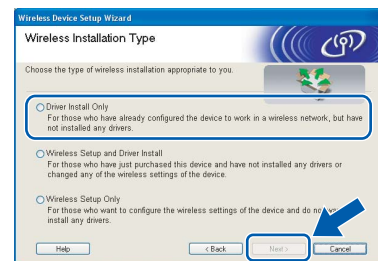 Wireless Device Setup Wizard
Wireless Installation Type
Choose the type of wireless installation appropriate to you.
Driver Install Only
For those who have already configured the device to work in a wireless network, but have
not installed any drivers.
Wireless Setup and Driver Install
For those who have just purchased this device and have not installed any drivers or
changed any of the wireless settings of the device.
Wireless Setup Only
For those who want to configure the wireless settings of the device and do
install any drivers.
Help
< Back
Next >
Cancel